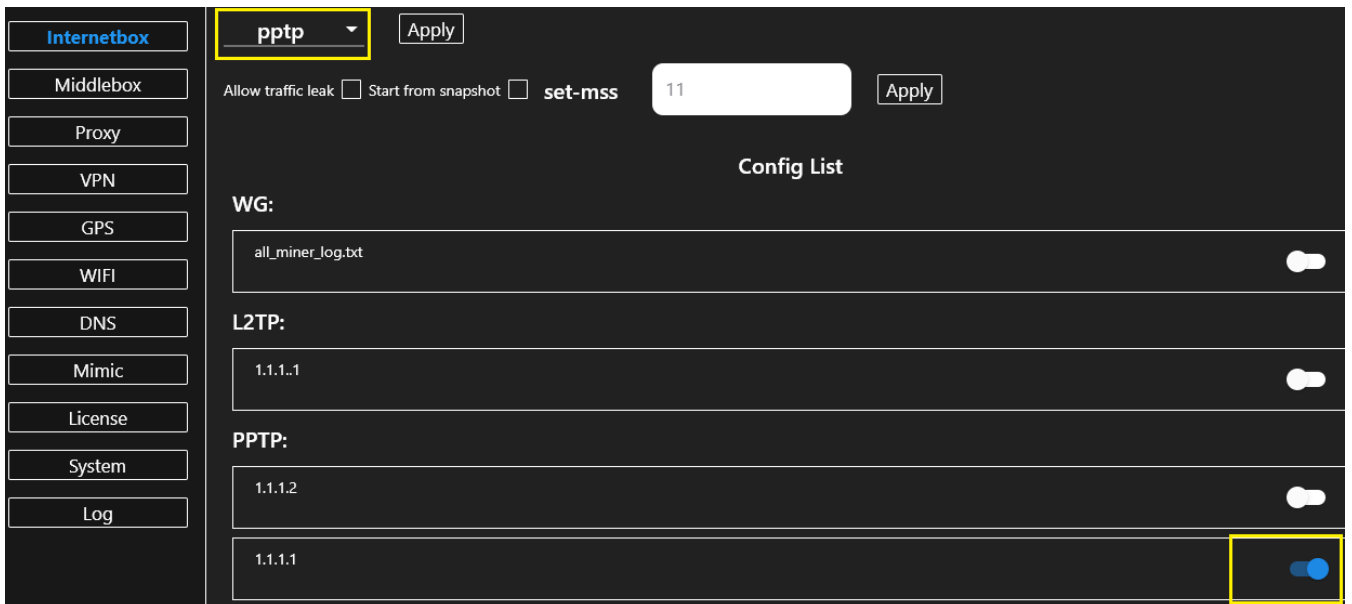 Internetbox
Middlebox
Proxy
VPN
GPS
WIFI
DNS
Mimic
License
System
Log
pptp Apply
Allow traffic leak Start from snapshot set-mss 11 Apply
Config List
WG:
all_miner_log.txt
L2TP:
1.1.1..1
PPTP:
1.1.1.2
1.1.1.1